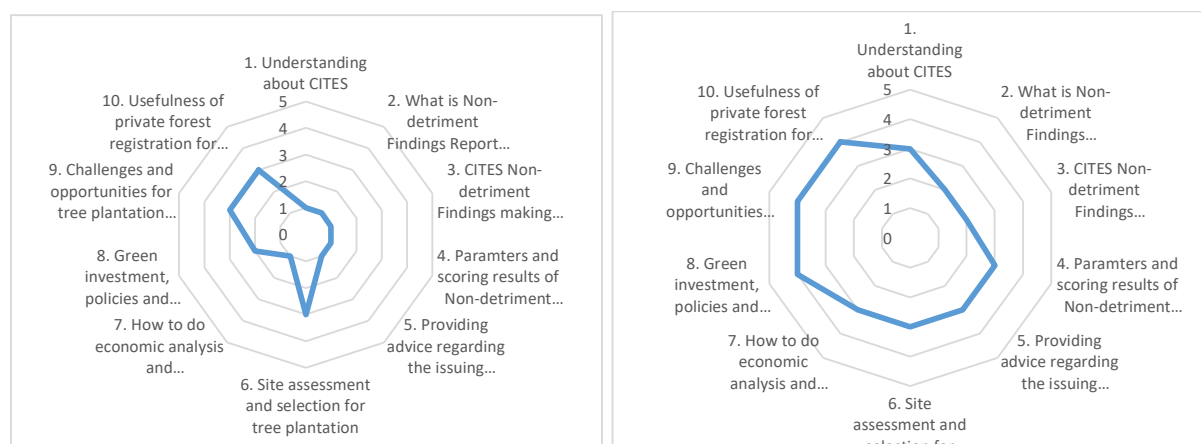 1. Understanding
about CITES
10. Usefulness of
private forest
registration for…
5
4
3
2
1
0
2. What is Non-
detriment
Findings Report…
9. Challenges and
opportunities for
tree plantation…
3. CITES Non-
detriment
Findings making…
8. Green
investment,
policies and…
4. Paramters and
scoring results of
Non-detriment…
7. How to do
economic
analysis and…
5. Providing
advice regarding
the issuing…
6. Site assessment
and selection for
tree plantation
1.
Understanding
about CITES
10. Usefulness of
private forest
registration for…
5
4
3
2
1
0
2. What is Non-
detriment
Findings…
9. Challenges
and
opportunities…
3. CITES Non-
detriment
Findings…
8. Green
investment,
policies and…
4. Paramters and
scoring results of
Non-detriment…
7. How to do
economic
analysis and…
5. Providing
advice regarding
the issuing…
6. Site
assessment and
selection for